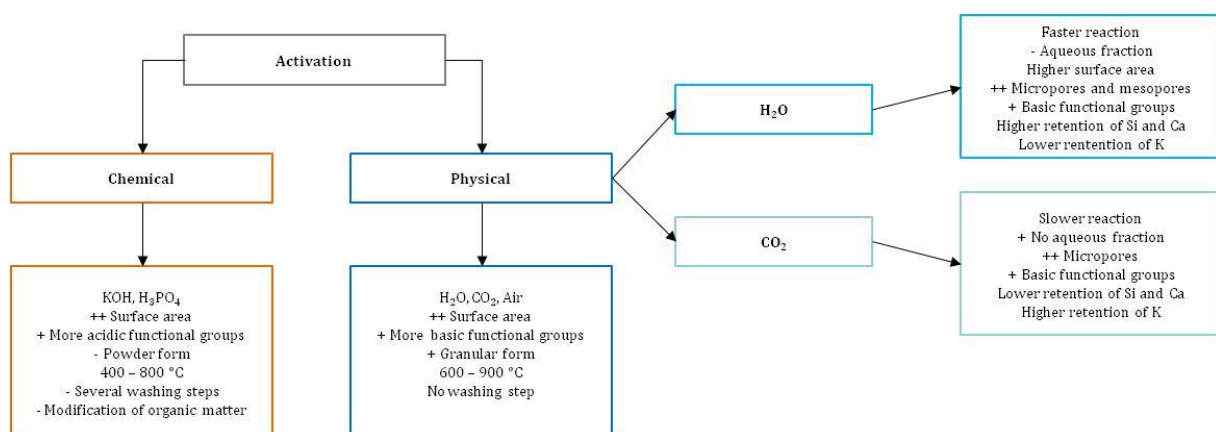 Activation
Chemical
KOH, H₃PO₄
++ Surface area
+ More acidic functional groups
- Powder form
400 – 800 °C
- Several washing steps
- Modification of organic matter
Physical
H₂O, CO₂, Air
++ Surface area
+ More basic functional groups
+ Granular form
600 – 900 °C
No washing step
H₂O
Faster reaction
- Aqueous fraction
Higher surface area
++ Micropores and mesopores
+ Basic functional groups
Higher retention of Si and Ca
Lower rentention of K
CO₂
Slower reaction
+ No aqueous fraction
++ Micropores
+ Basic functional groups
Lower retention of Si and Ca
Higher retention of K